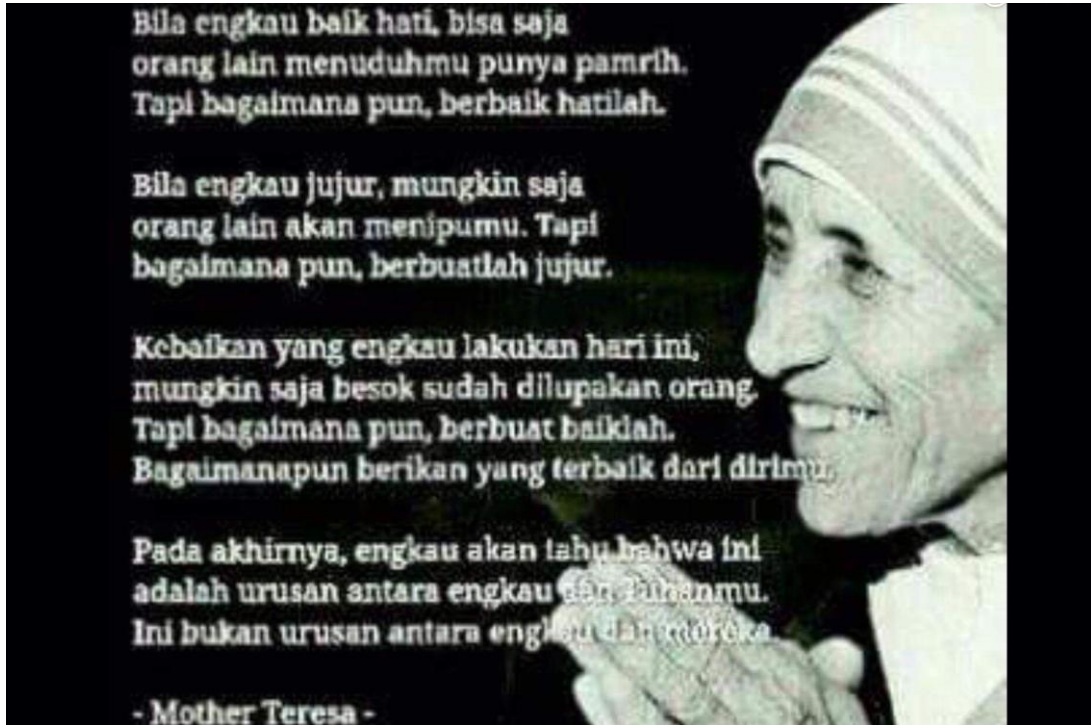 Bila engkau baik hati, bisa saja
orang lain menuduhmu punya pamrih.
Tapi bagaimana pun, berbaik hatilah.
Bila engkau jujur, mungkin saja
orang lain akan menipumu. Tapi
bagaimana pun, berbuatlah jujur.
Kebaikan yang engkau lakukan hari ini,
mungkin saja besok sudah dilupakan orang.
Tapi bagaimana pun, berbuat baiklah.
Bagaimanapun berikan yang terbaik dari dirimu.
Pada akhirnya, engkau akan tahu bahwa ini
adalah urusan antara engkau dan Tuhanmu.
Ini bukan urusan antara engkau dan mereka.
- Mother Teresa -